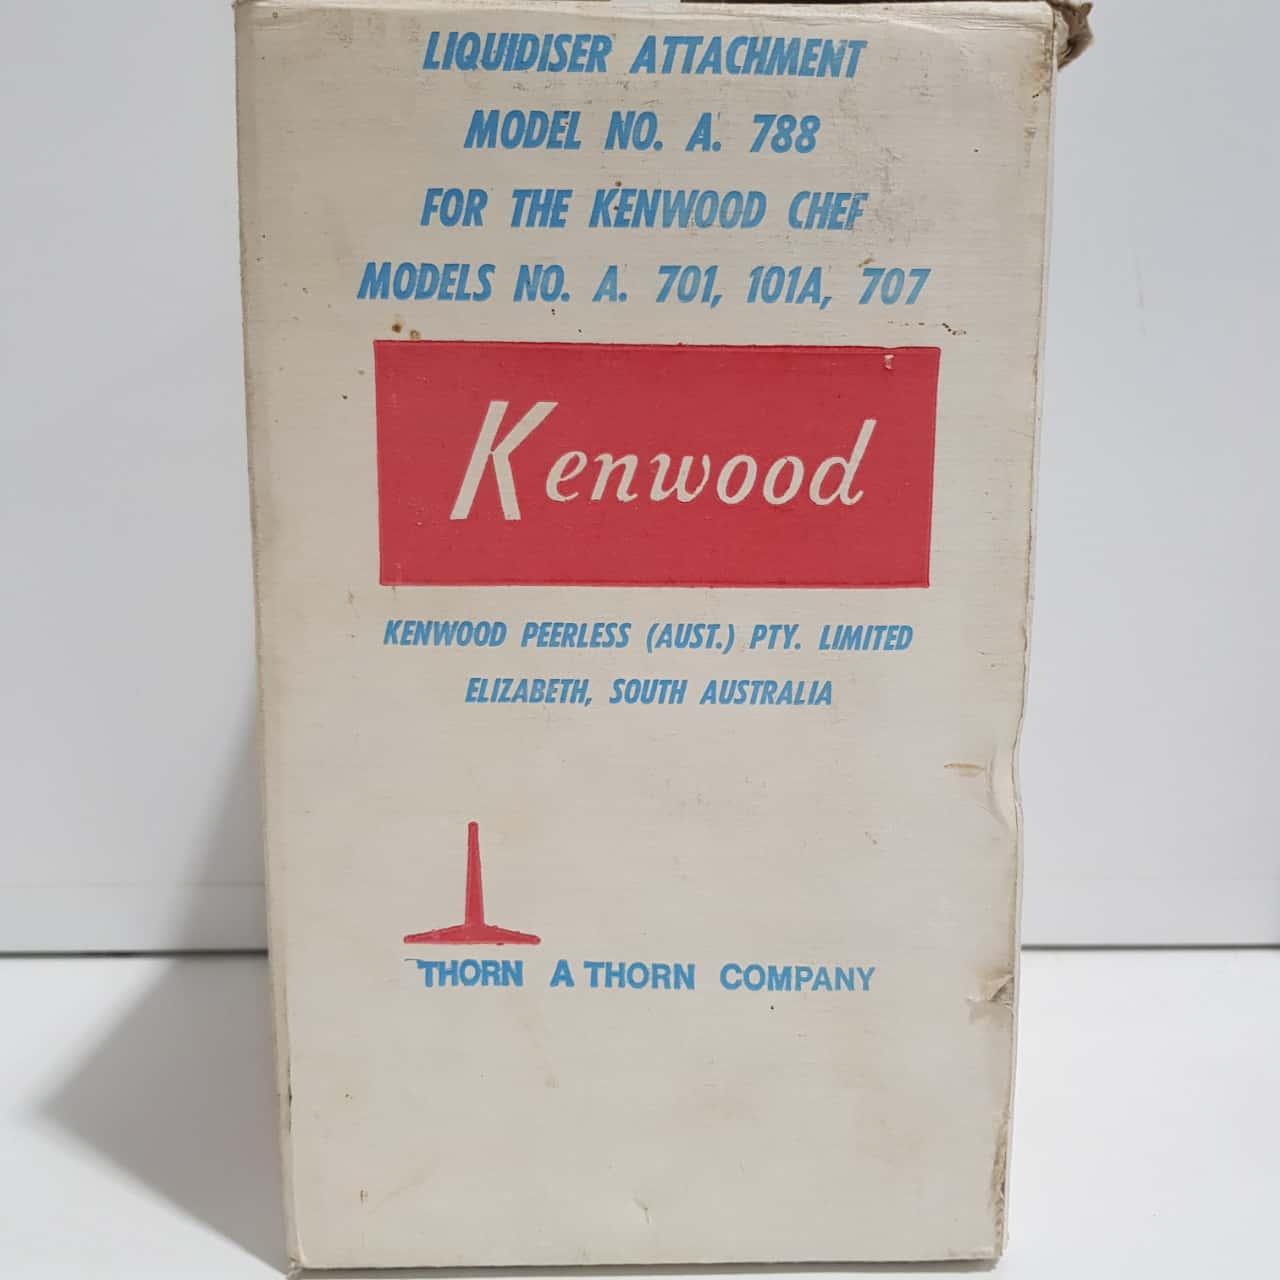 LIQUIDISER ATTACHMENT
MODEL NO. A. 788
FOR THE KENWOOD CHEF
MODELS NO. A. 701, 101A, 707
Kenwood
KENWOOD PEERLESS (AUST.) PTY. LIMITED
ELIZABETH, SOUTH AUSTRALIA
THORN A THORN COMPANY